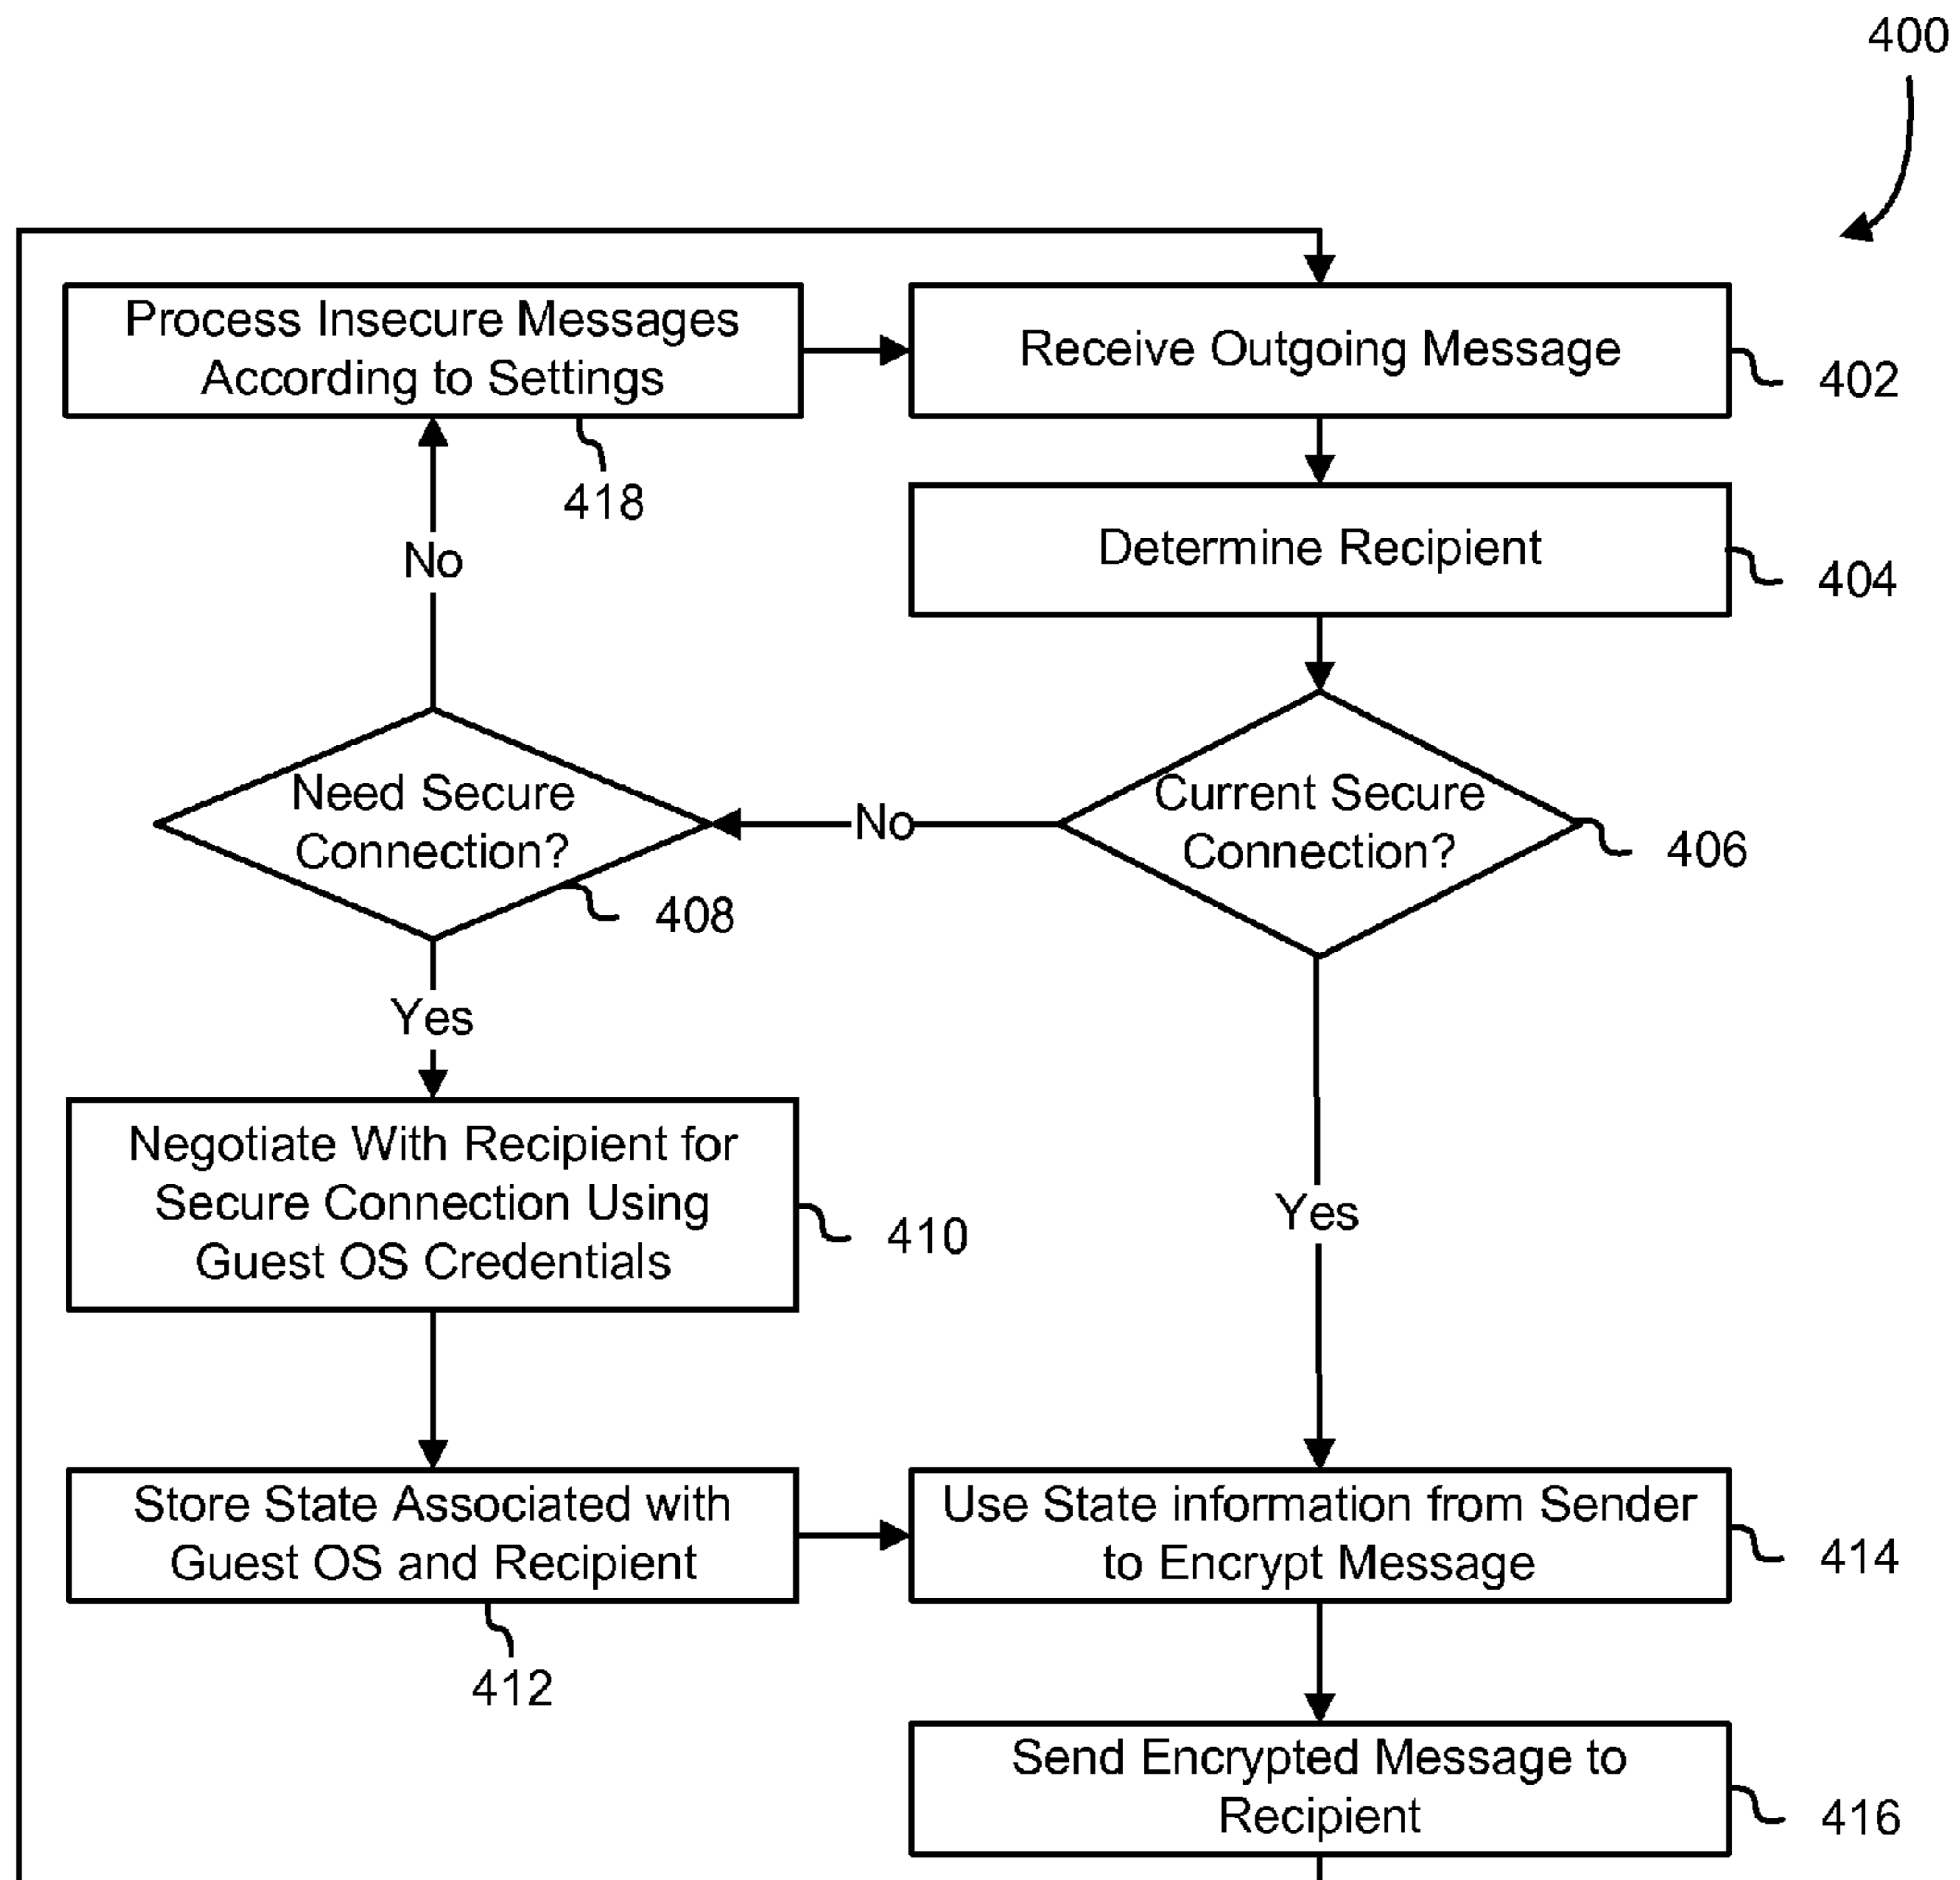 400
Process Insecure Messages
According to Settings
418
Receive Outgoing Message
402
Determine Recipient
404
No
Need Secure
Connection?
408
No
Current Secure
Connection?
406
Yes
Negotiate With Recipient for
Secure Connection Using
Guest OS Credentials
410
Yes
Store State Associated with
Guest OS and Recipient
412
Use State information from Sender
to Encrypt Message
414
Send Encrypted Message to
Recipient
416